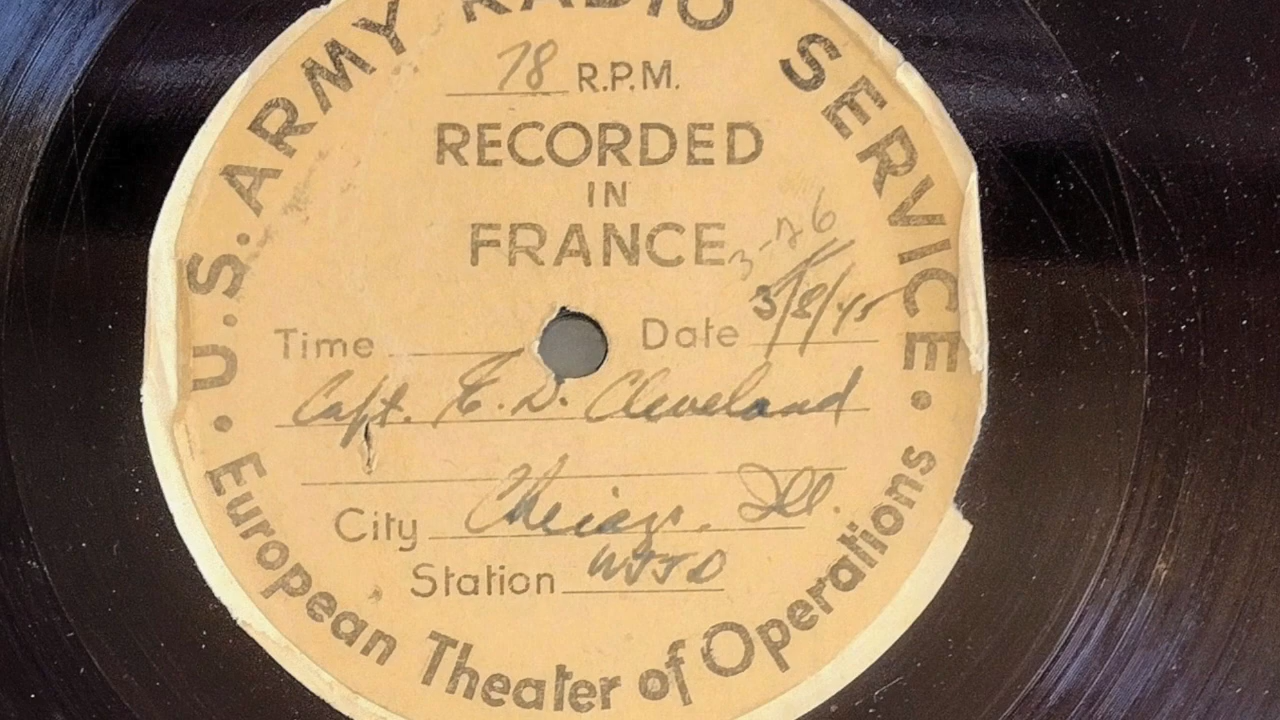 U.S. ARMY RADIO SERVICE
78 R.P.M.
RECORDED
IN
FRANCE
3-26
Time Date 3/8/45
Capt. E. D. Cleveland
City Chicago, Ill.
Station WJJD
European Theater of Operations